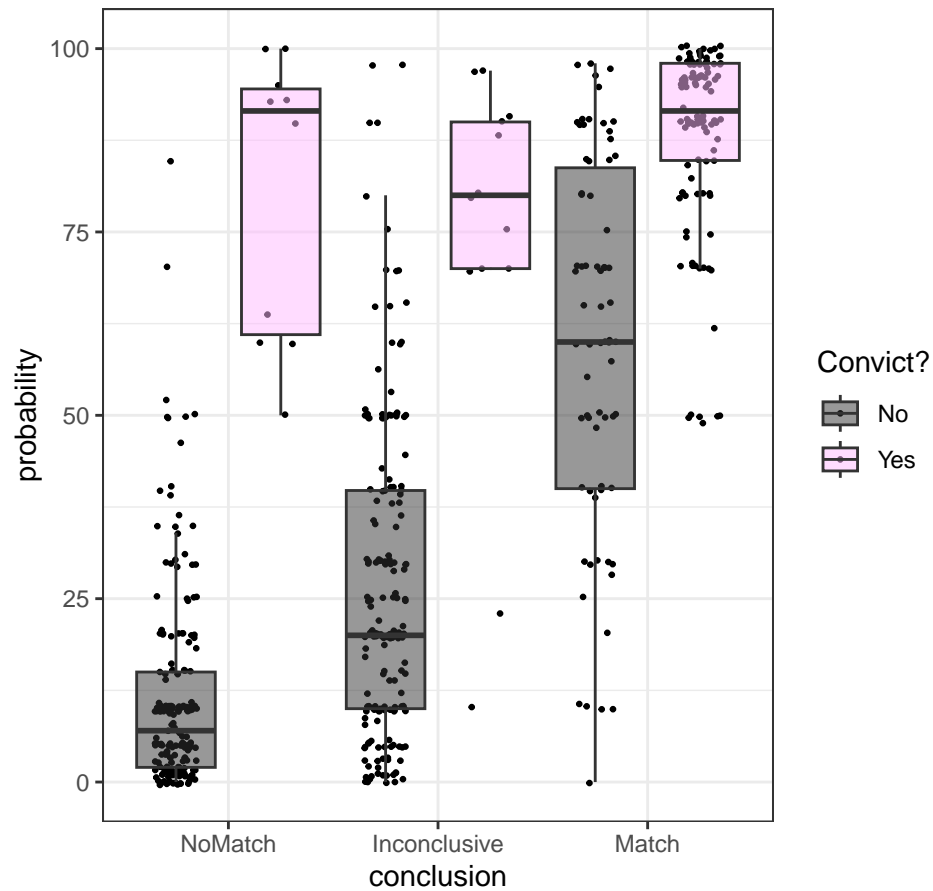 100
75
50
25
0
probability
NoMatch
Inconclusive
Match
conclusion
Convict?
No
Yes